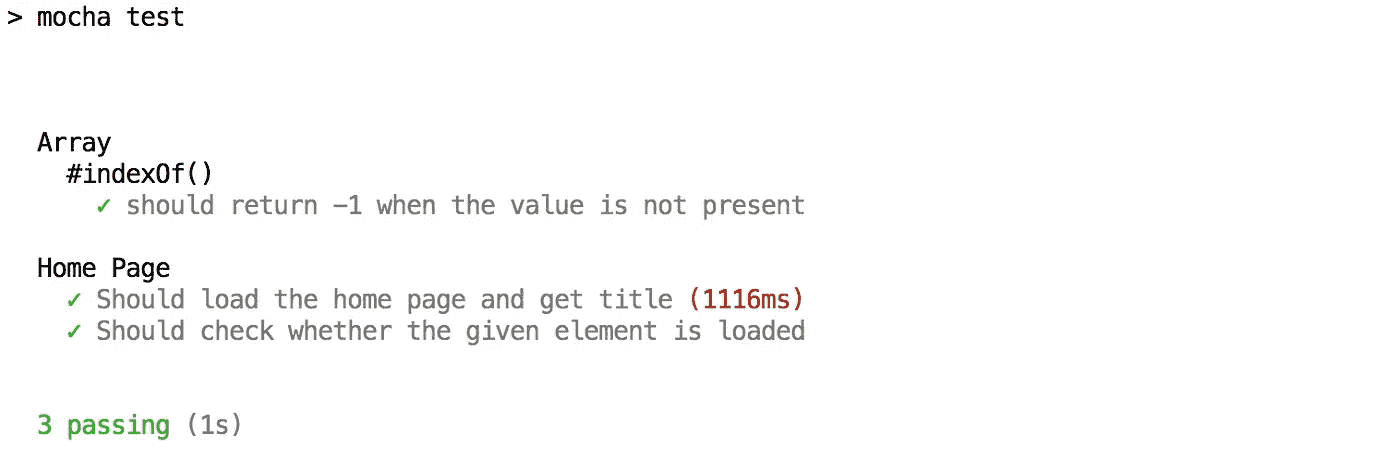 > mocha test
Array
#indexOf()
✓ should return -1 when the value is not present
Home Page
✓ Should load the home page and get title (1116ms)
✓ Should check whether the given element is loaded
3 passing (1s)